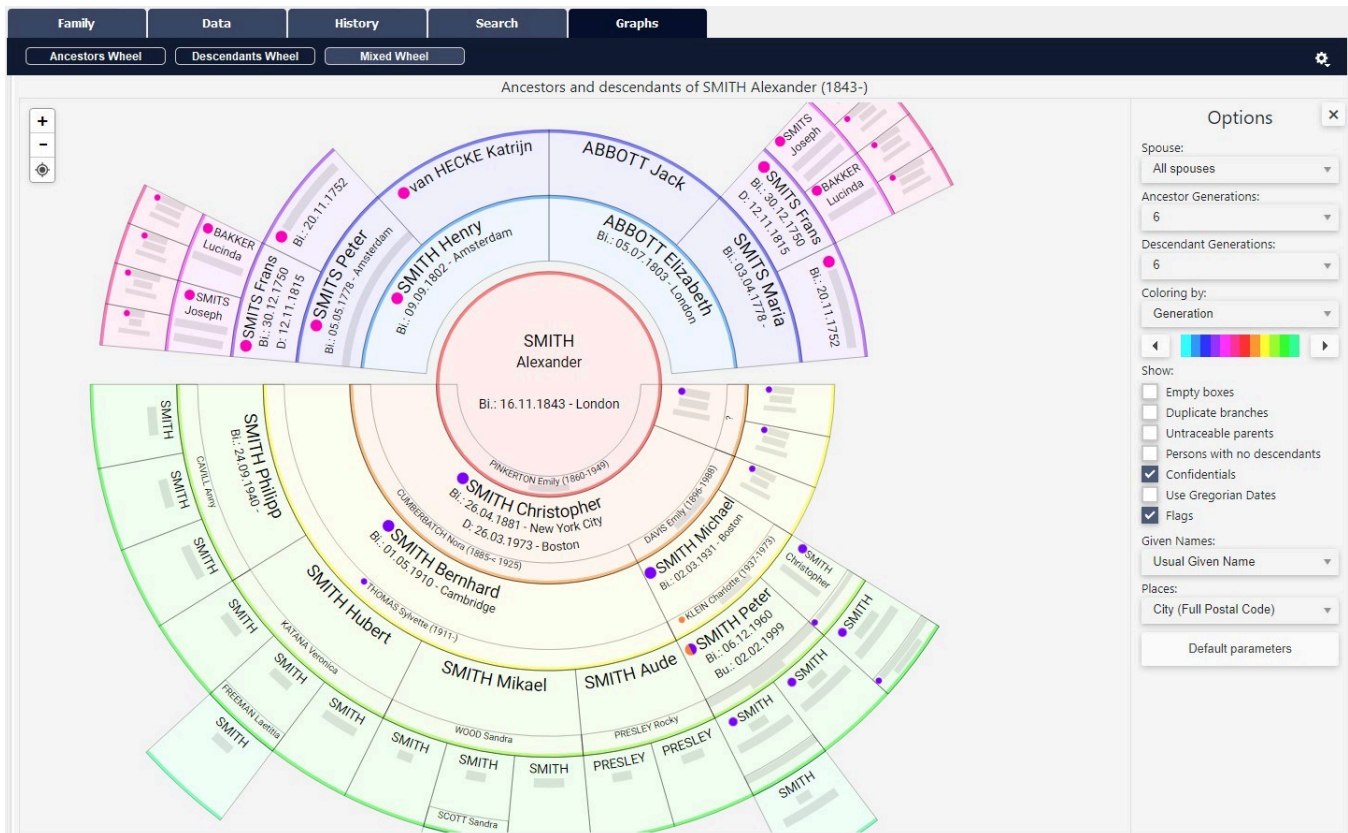 Family
Data
History
Search
Graphs
Ancestors Wheel
Descendants Wheel
Mixed Wheel
Ancestors and descendants of SMITH Alexander (1843-)
+
-
SMITS
Joseph
BAKKER
Lucinda
SMITS Frans
Bi.: 30.12.1750
D: 12.11.1815
Bi.: 20.11.1752
SMITS Peter
Bi.: 05.05.1778 - Amsterdam
van HECKE Katrijn
SMITH Henry
Bi.: 09.09.1802 - Amsterdam
ABBOTT Jack
ABBOTT Elizabeth
Bi.: 05.07.1803 - London
SMITS Maria
Bi.: 03.04.1778 -
SMITS Frans
Bi.: 30.12.1750
D: 12.11.1815
Bi.: 20.11.1752
SMITS
Joseph
BAKKER
Lucinda
SMITH
Alexander
Bi.: 16.11.1843 - London
PINKERTON Emily (1860-1949)
SMITH Christopher
Bi.: 26.04.1881 - New York City
D: 26.03.1973 - Boston
CUMBERBATCH Nora (1885-< 1925)
DAVIS Emily (1896-1988)
?
SMITH Bernhard
Bi.: 01.05.1910 - Cambridge
THOMAS Sylvette (1911-)
SMITH Michael
Bi.: 02.03.1931 - Boston
KLEIN Charlotte (1937-1973)
SMITH Philipp
Bi.: 24.09.1940 -
CAVILL Anny
SMITH Hubert
KATANA Veronica
SMITH Mikael
WOOD Sandra
SMITH Aude
PRESLEY Rocky
SMITH Peter
Bi.: 06.12.1960
Bu.: 02.02.1999
SMITH
Christopher
SMITH
SMITH
SMITH
SMITH
SMITH
FREEMAN Laetitia
SMITH
SMITH
SMITH
SMITH
SCOTT Sandra
SMITH
PRESLEY
PRESLEY
SMITH
SMITH
SMITH
SMITH
SMITH
Options
Spouse:
All spouses
Ancestor Generations:
6
Descendant Generations:
6
Coloring by:
Generation
Show:
Empty boxes
Duplicate branches
Untraceable parents
Persons with no descendants
Confidentials
Use Gregorian Dates
Flags
Given Names:
Usual Given Name
Places:
City (Full Postal Code)
Default parameters